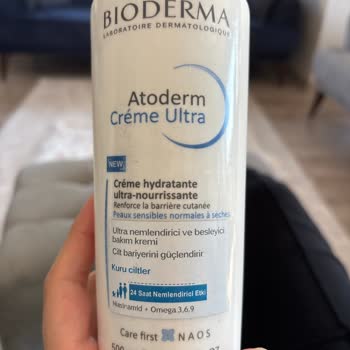 BIODERMA
LABORATOIRE DERMATOLOGIQUE
Atoderm
Créme Ultra
NEW
Crème hydratante
ultra-nourrissante
Renforce la barrière cutanée
Peaux sensibles normales à sèches
Ultra nemlendirici ve besleyici
bakım kremi
Cilt bariyerini güçlendirir
Kuru ciltler
24 Saat Nemlendirici Etki
Niacinamid + Omega 3.6.9
Care first NAOS